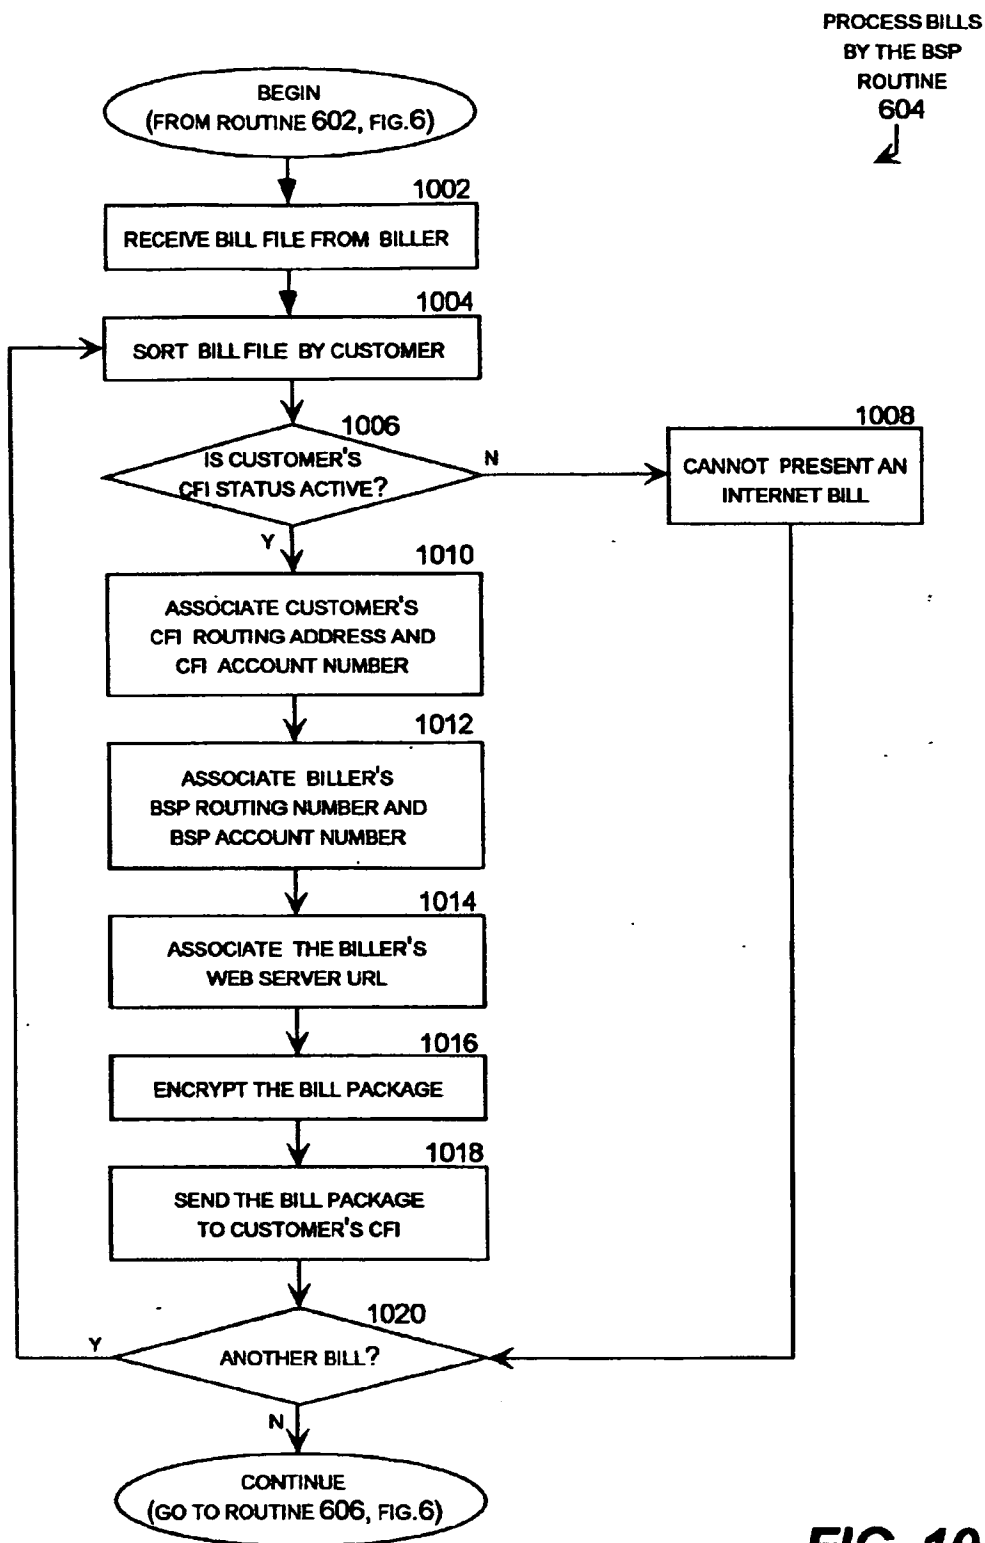 PROCESS BILLS
BY THE BSP
ROUTINE
604
BEGIN
(FROM ROUTINE 602, FIG.6)
1002
RECEIVE BILL FILE FROM BILLER
1004
SORT BILL FILE BY CUSTOMER
1006
IS CUSTOMER'S
CFI STATUS ACTIVE?
N
1008
CANNOT PRESENT AN
INTERNET BILL
Y
1010
ASSOCIATE CUSTOMER'S
CFI ROUTING ADDRESS AND
CFI ACCOUNT NUMBER
1012
ASSOCIATE BILLER'S
BSP ROUTING NUMBER AND
BSP ACCOUNT NUMBER
1014
ASSOCIATE THE BILLER'S
WEB SERVER URL
1016
ENCRYPT THE BILL PACKAGE
1018
SEND THE BILL PACKAGE
TO CUSTOMER'S CFI
1020
Y
ANOTHER BILL?
N
CONTINUE
(GO TO ROUTINE 606, FIG.6)
FIG. 10